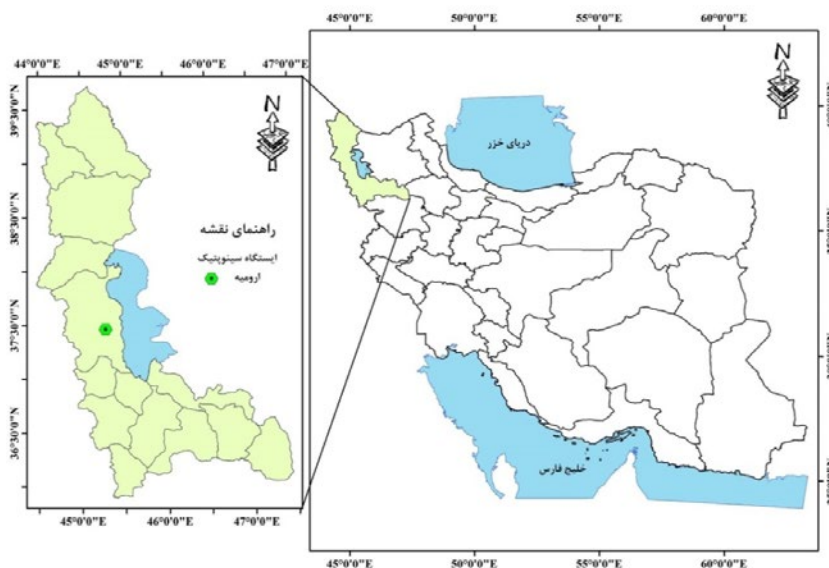 44°0'0"E 45°0'0"E 46°0'0"E 47°0'0"E
39°30'0"N
38°30'0"N
37°30'0"N
36°30'0"N
N
راهنمای نقشه
ایستگاه سینوپتیک
ارومیه
45°0'0"E 46°0'0"E 47°0'0"E
45°0'0"E 50°0'0"E 55°0'0"E 60°0'0"E
N
دریای خزر
خلیج فارس
45°0'0"E 50°0'0"E 55°0'0"E 60°0'0"E